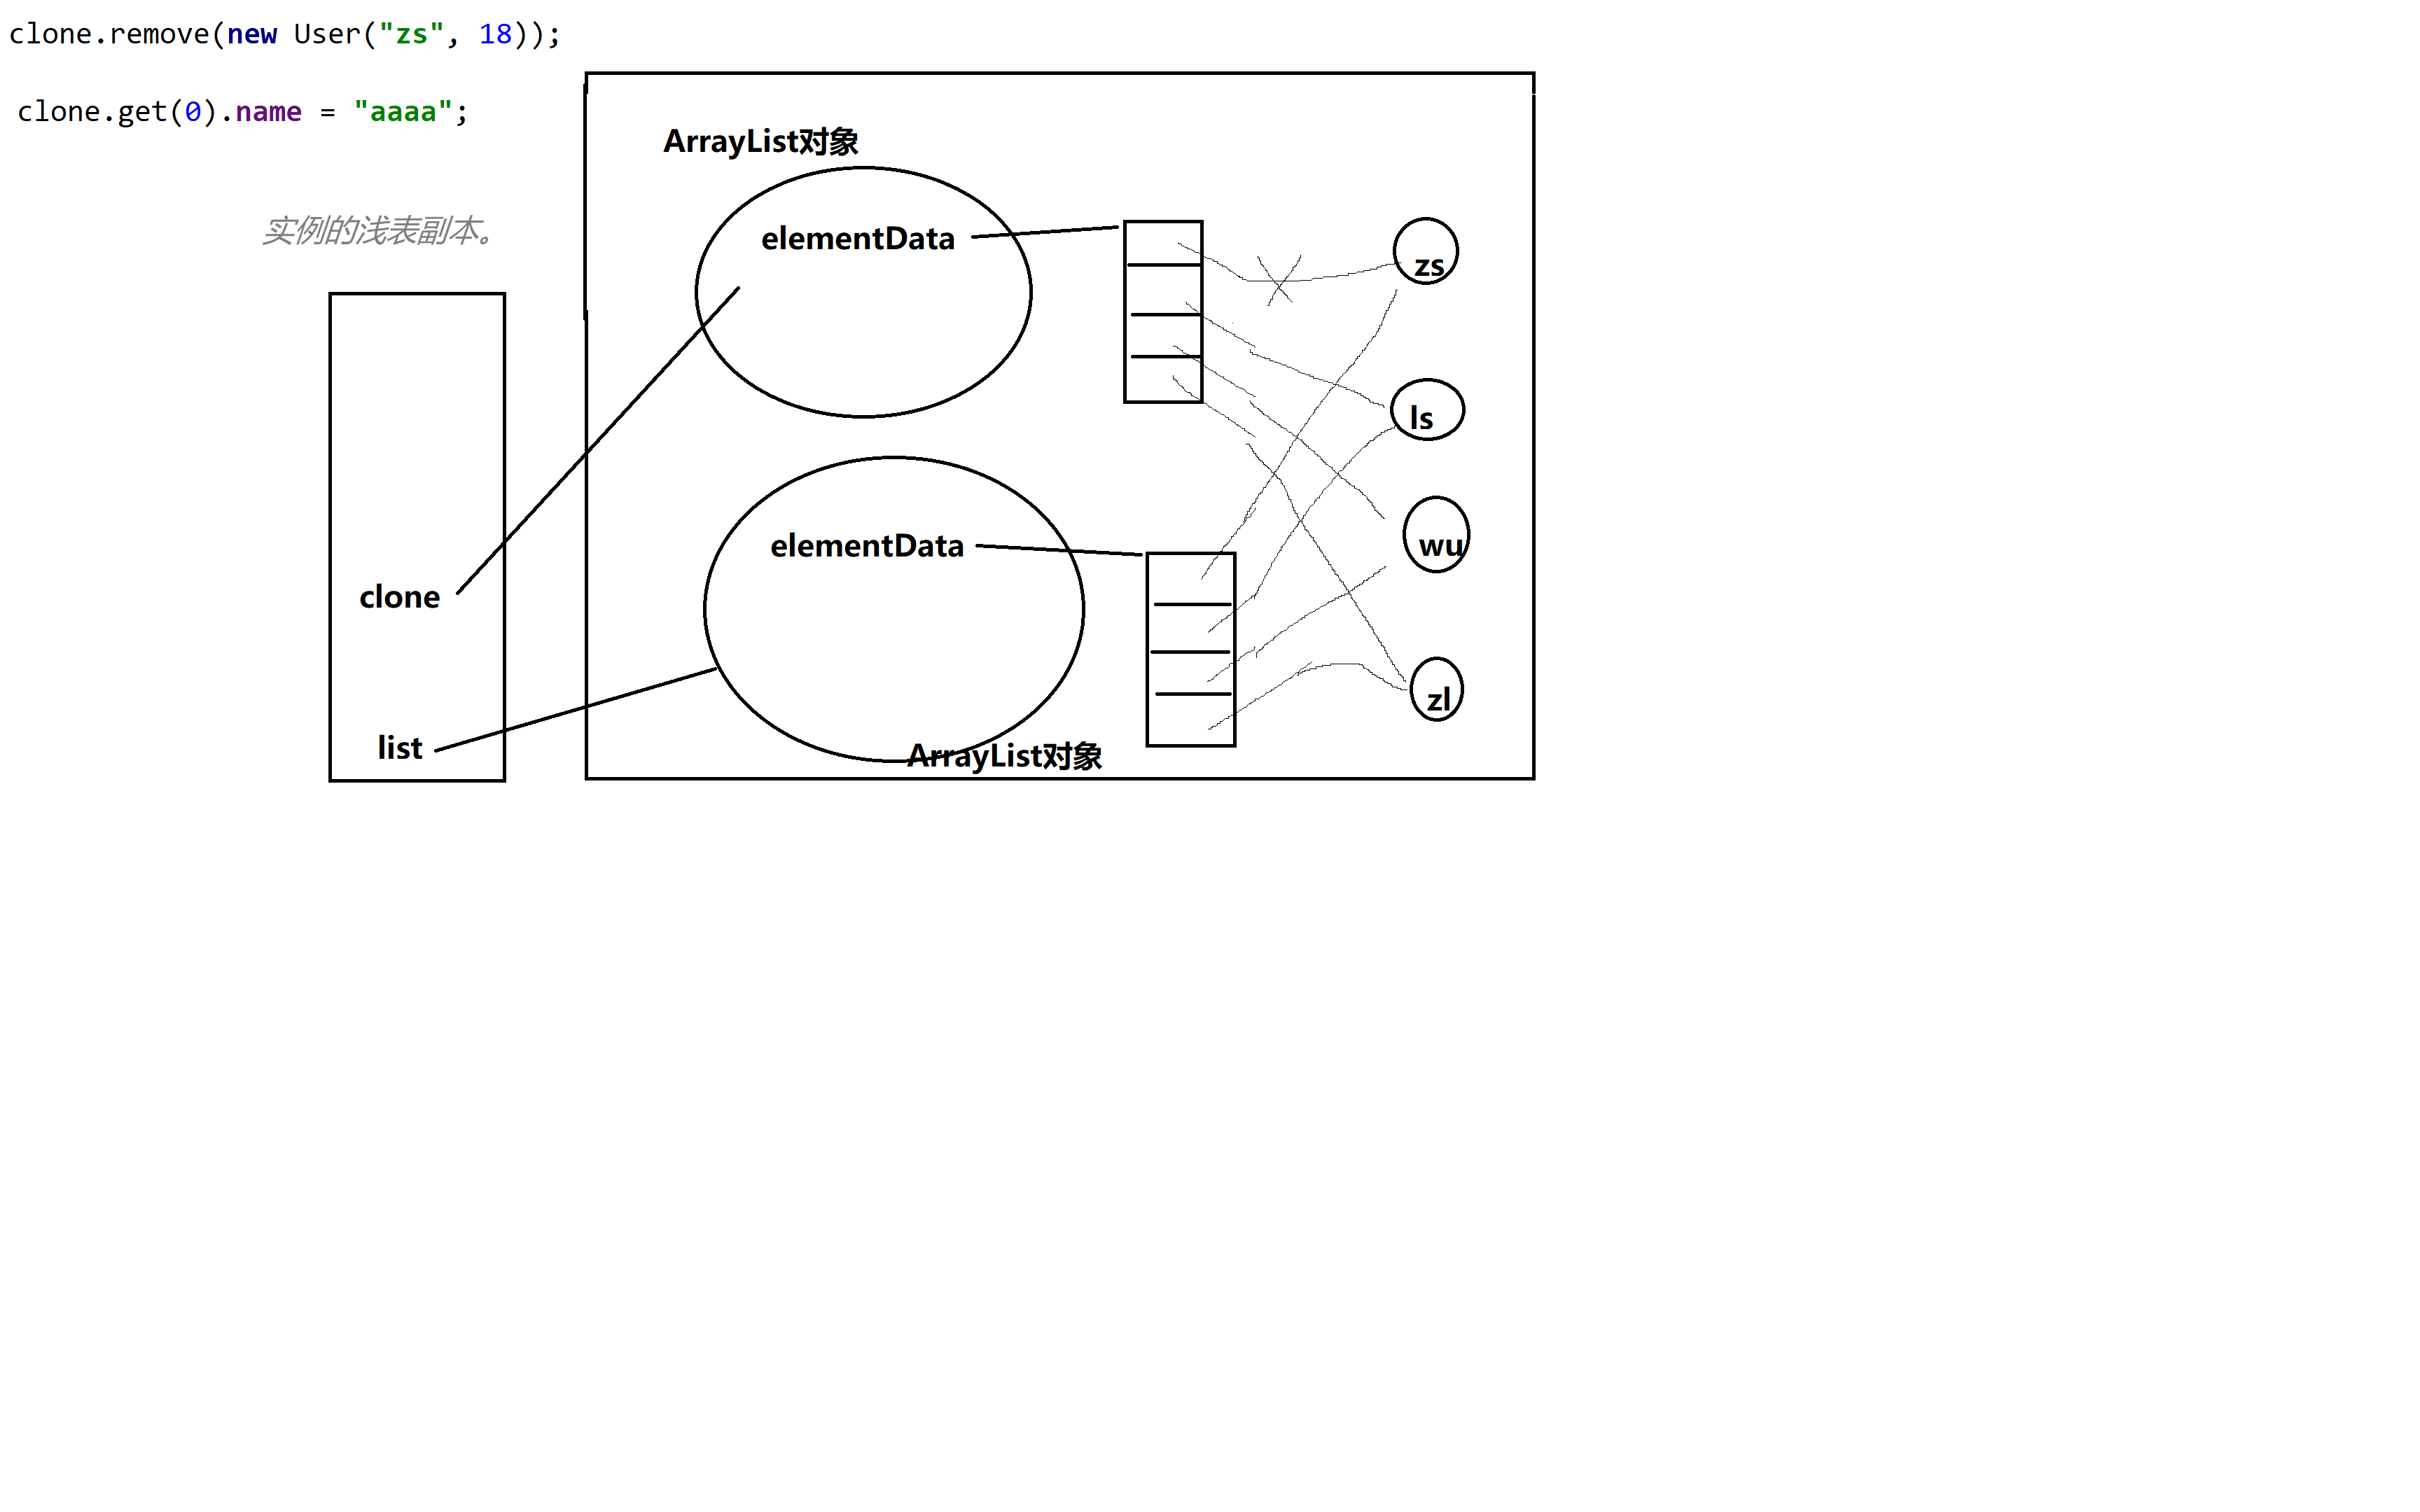 clone.remove(new User("zs", 18));
clone.get(0).name = "aaaa";
ArrayList对象
实例的浅表副本。
elementData
zs
ls
elementData
wu
clone
zl
list
ArrayList对象